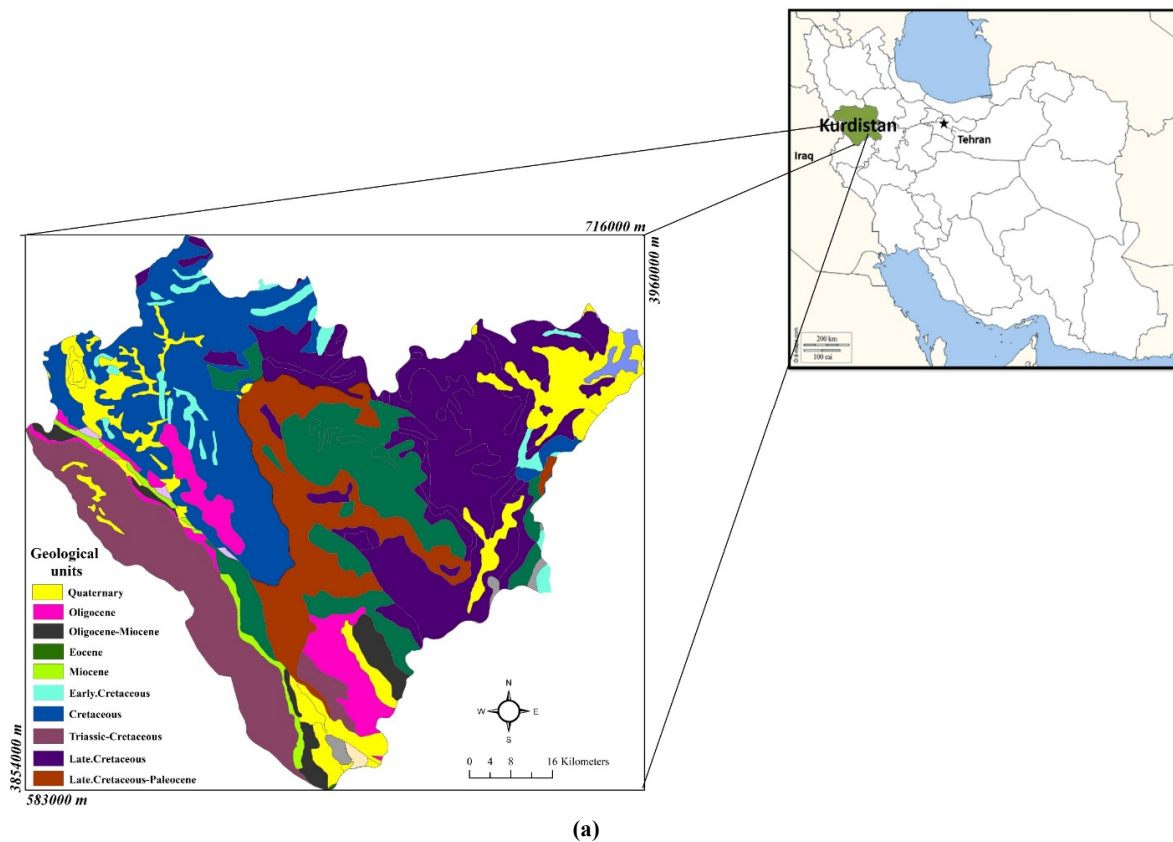 Kurdistan
Tehran
Iraq
200 km
100 mi
716000 m
3960000 m
Geological
units
Quaternary
Oligocene
Oligocene-Miocene
Eocene
Miocene
Early.Cretaceous
Cretaceous
Triassic-Cretaceous
Late.Cretaceous
Late.Cretaceous-Paleocene
N
W E
S
0 4 8 16 Kilometers
3854000 m
583000 m
(a)